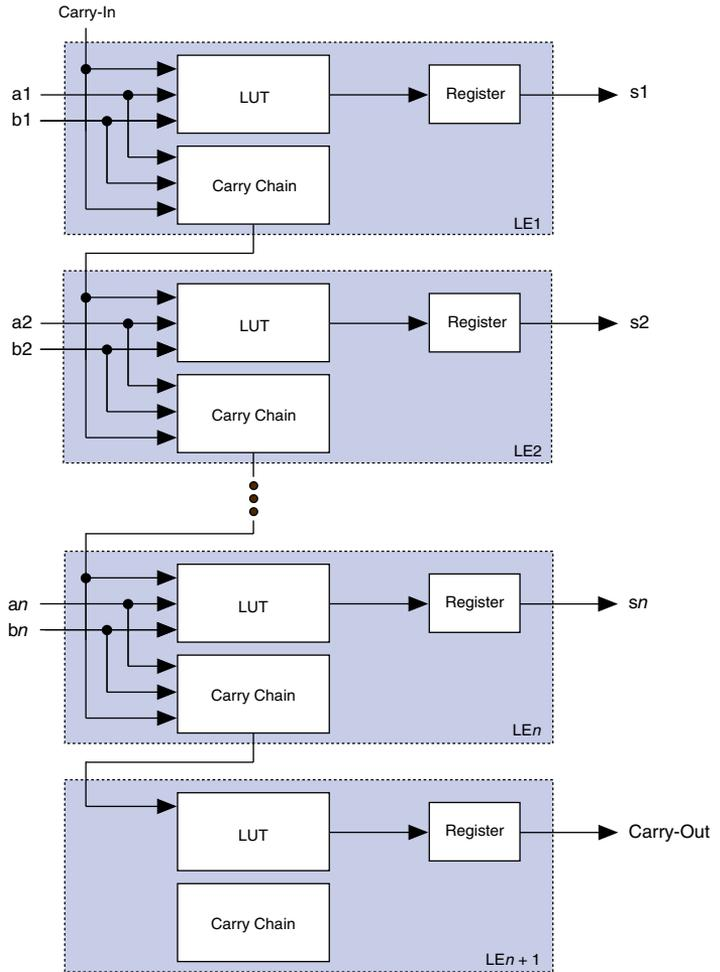 Carry-In
a1
b1
LUT
Register
s1
Carry Chain
LE1
a2
b2
LUT
Register
s2
Carry Chain
LE2
an
bn
LUT
Register
sn
Carry Chain
LEn
LUT
Register
Carry-Out
Carry Chain
LEn + 1